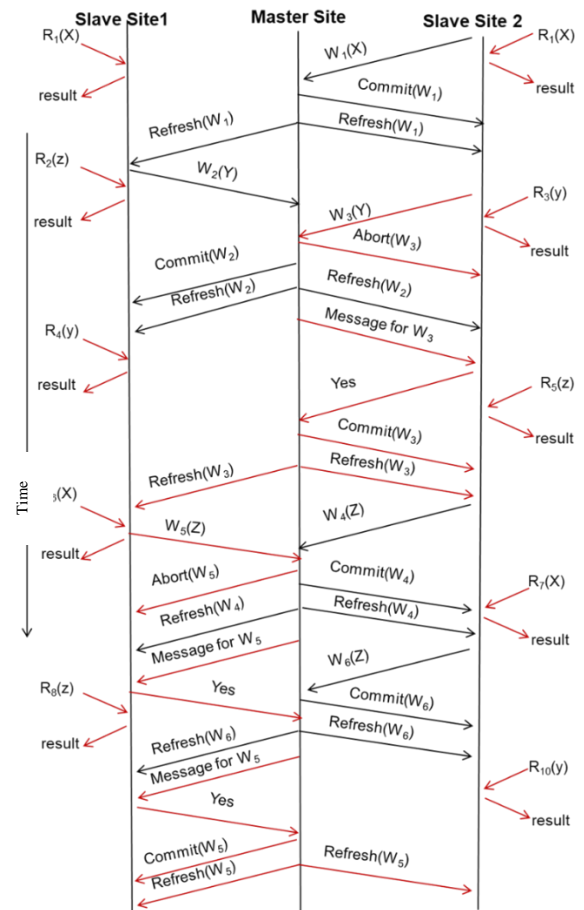 Slave Site1 Master Site Slave Site 2
R₁(X) W₁(X) R₁(X)
result Commit(W₁) result
Refresh(W₁) Refresh(W₁)
R₂(z) W₂(Y)
result W₃(Y) R₃(y)
Commit(W₂) Abort(W₃) result
Refresh(W₂) Refresh(W₂)
R₄(y) Message for W₃
result Yes R₅(z)
Commit(W₃) result
Refresh(W₃) Refresh(W₃)
Time
₃(X) W₅(Z) W₄(Z)
result
Abort(W₅) Commit(W₄) R₇(X)
Refresh(W₄) Refresh(W₄) result
Message for W₅ W₆(Z)
R₈(z) Yes Commit(W₆)
result Refresh(W₆) Refresh(W₆)
Message for W₅ R₁₀(y)
Yes result
Commit(W₅)
Refresh(W₅) Refresh(W₅)